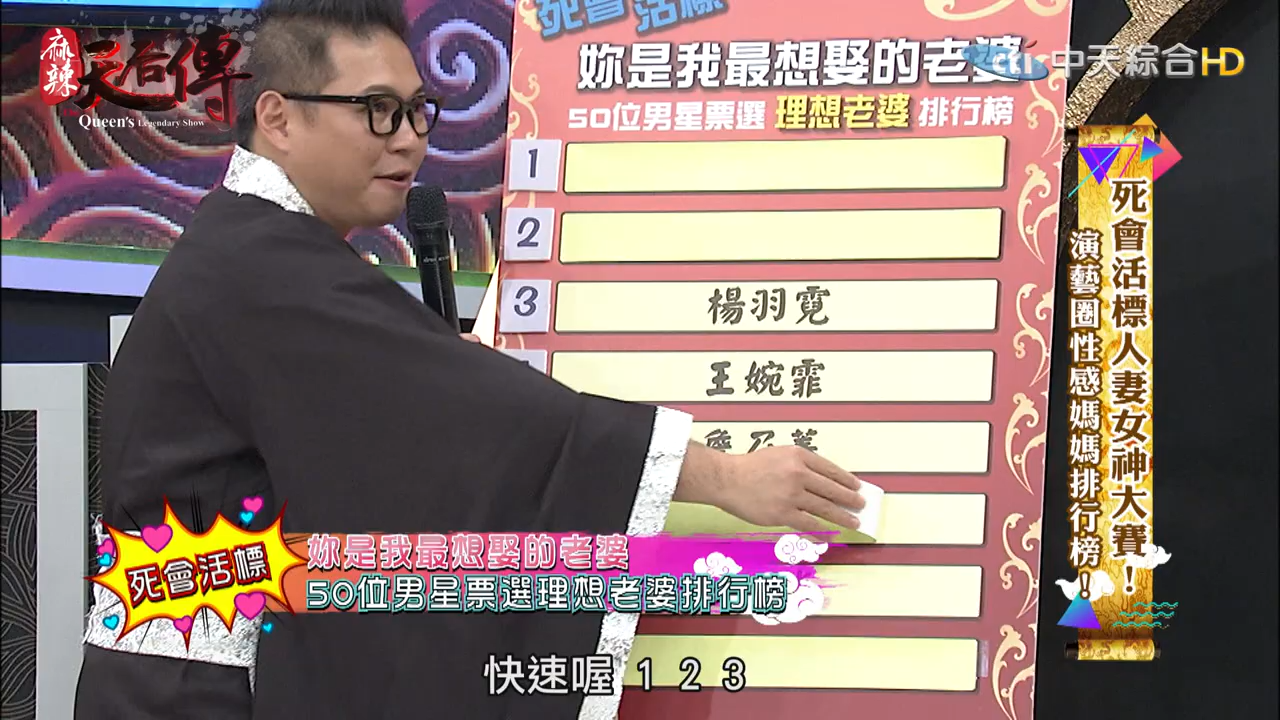 麻辣天后傳
Queen's Legendary Show
死會活標
妳是我最想娶的老婆
50位男星票選 理想老婆 排行榜
cti 中天綜合HD
1
2
3 楊羽霓
王婉霏
死會活標人妻女神大賽！
演藝圈性感媽媽排行榜！
死會活標
妳是我最想娶的老婆
50位男星票選理想老婆排行榜
快速喔 1 2 3